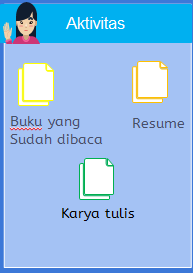 Aktivitas
Buku yang
Sudah dibaca
Resume
Karya tulis